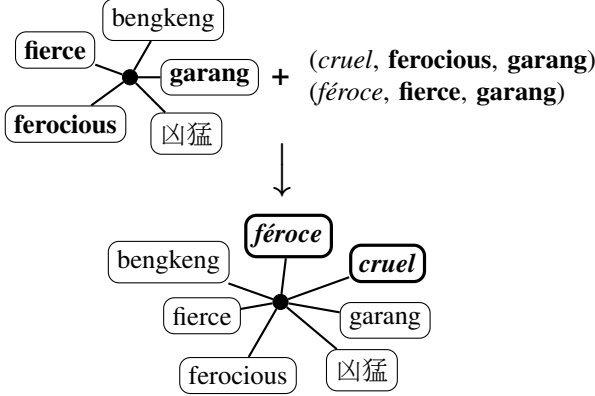 bengkeng
fierce
garang
+
(cruel, ferocious, garang)
(féroce, fierce, garang)
ferocious
凶猛
féroce
bengkeng
cruel
fierce
garang
ferocious
凶猛